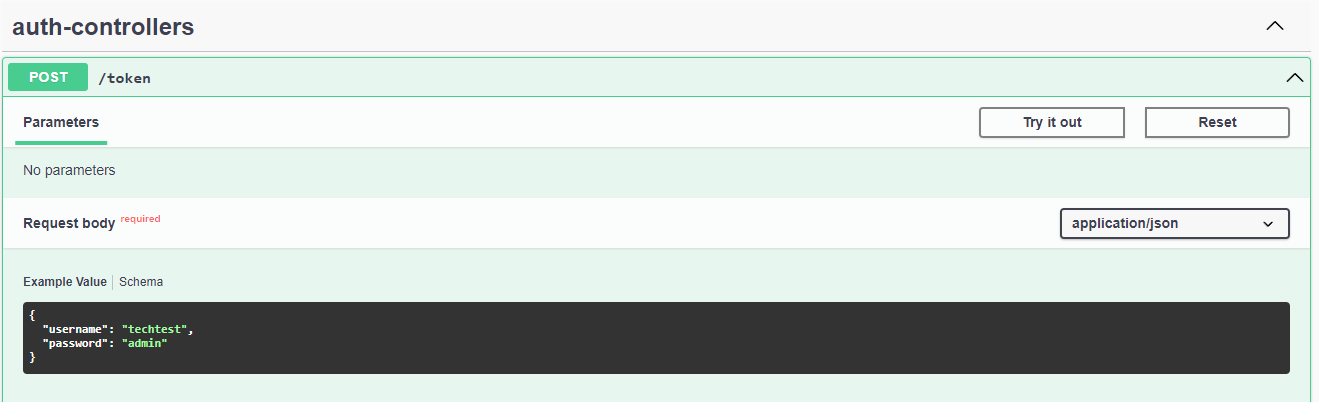 auth-controllers
POST /token
Parameters Try it out Reset
No parameters
Request body required application/json
Example Value Schema
{
  "username": "techtest",
  "password": "admin"
}